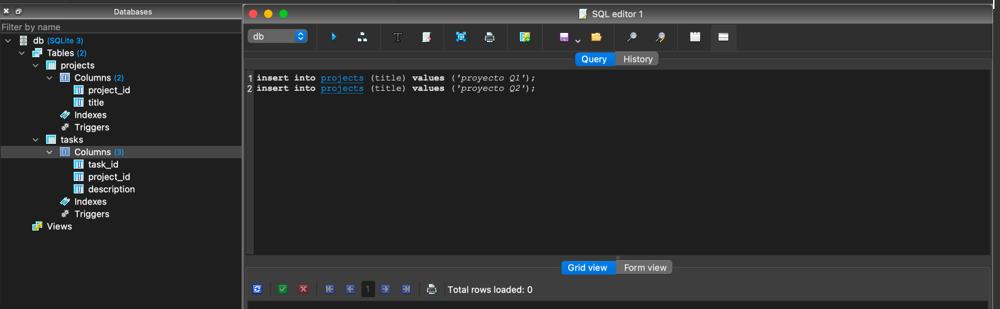 Databases
Filter by name
db (SQLite 3)
Tables (2)
projects
Columns (2)
project_id
title
Indexes
Triggers
tasks
Columns (3)
task_id
project_id
description
Indexes
Triggers
Views
SQL editor 1
db
Query History
1 insert into projects (title) values ('proyecto Q1');
2 insert into projects (title) values ('proyecto Q2');
Grid view Form view
1 Total rows loaded: 0